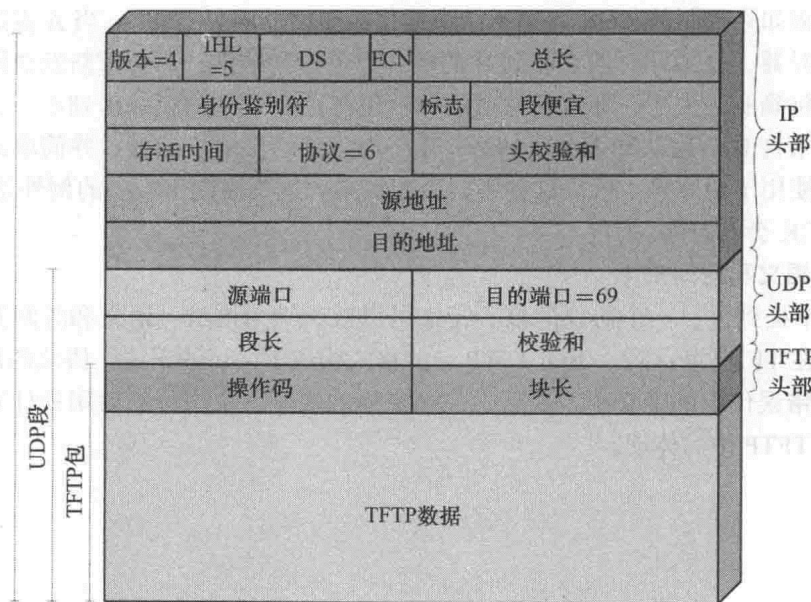 版本=4 IHL =5 DS ECN 总长
身份鉴别符 标志 段便宜
存活时间 协议=6 头校验和
源地址
目的地址
源端口 目的端口=69
段长 校验和
操作码 块长
TFTP数据
IP 头部
UDP 头部
TFTP 头部
UDP段
TFTP包